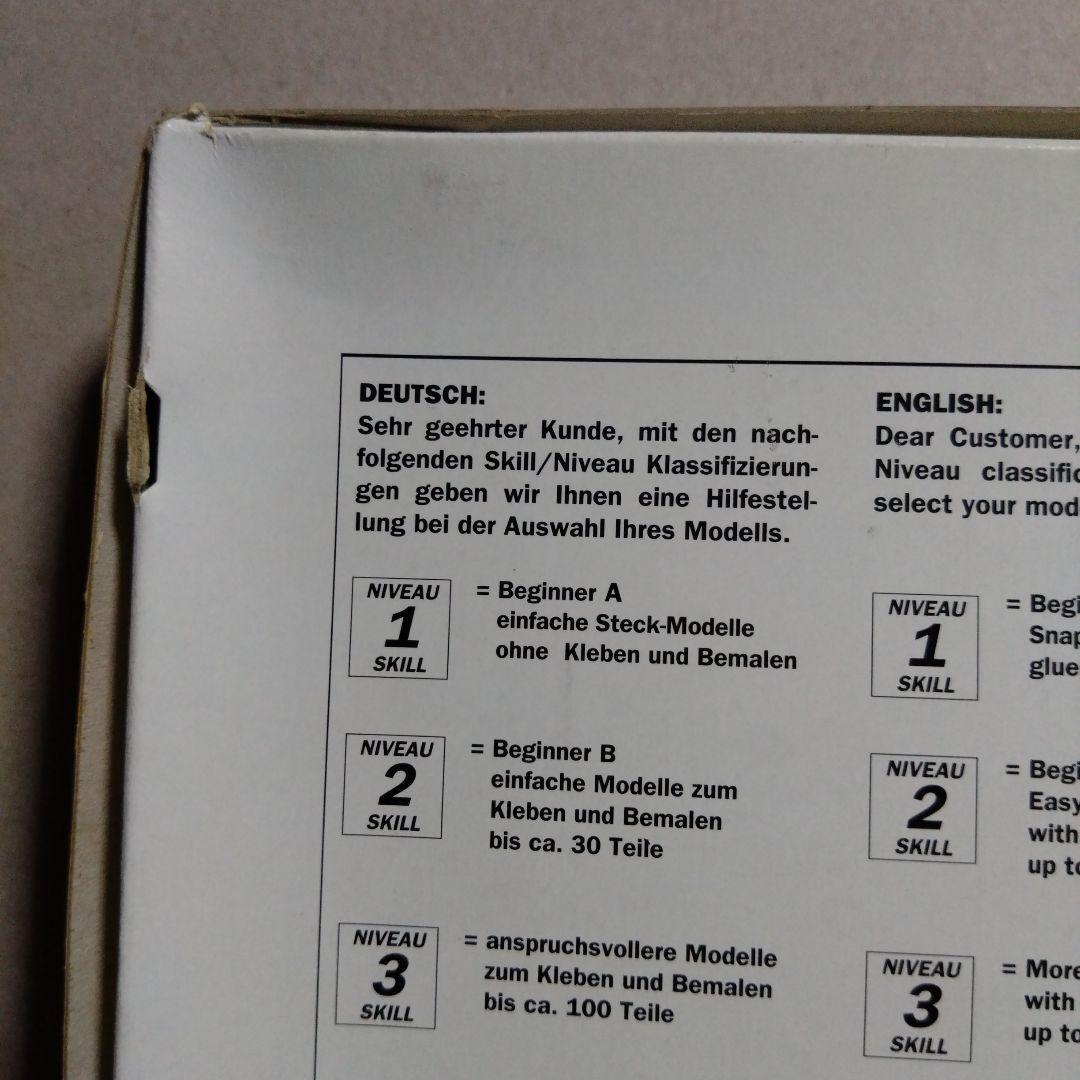 DEUTSCH:
Sehr geehrter Kunde, mit den nach-
folgenden Skill/Niveau Klassifizierun-
gen geben wir Ihnen eine Hilfestel-
lung bei der Auswahl Ihres Modells.
NIVEAU
1
SKILL
= Beginner A
einfache Steck-Modelle
ohne Kleben und Bemalen
NIVEAU
2
SKILL
= Beginner B
einfache Modelle zum
Kleben und Bemalen
bis ca. 30 Teile
NIVEAU
3
SKILL
= anspruchsvollere Modelle
zum Kleben und Bemalen
bis ca. 100 Teile
ENGLISH:
Dear Customer,
Niveau
select your
NIVEAU
1
SKILL
=
glue
NIVEAU
2
SKILL
=
Easy
with
up
NIVEAU
3
SKILL
= More
with
up